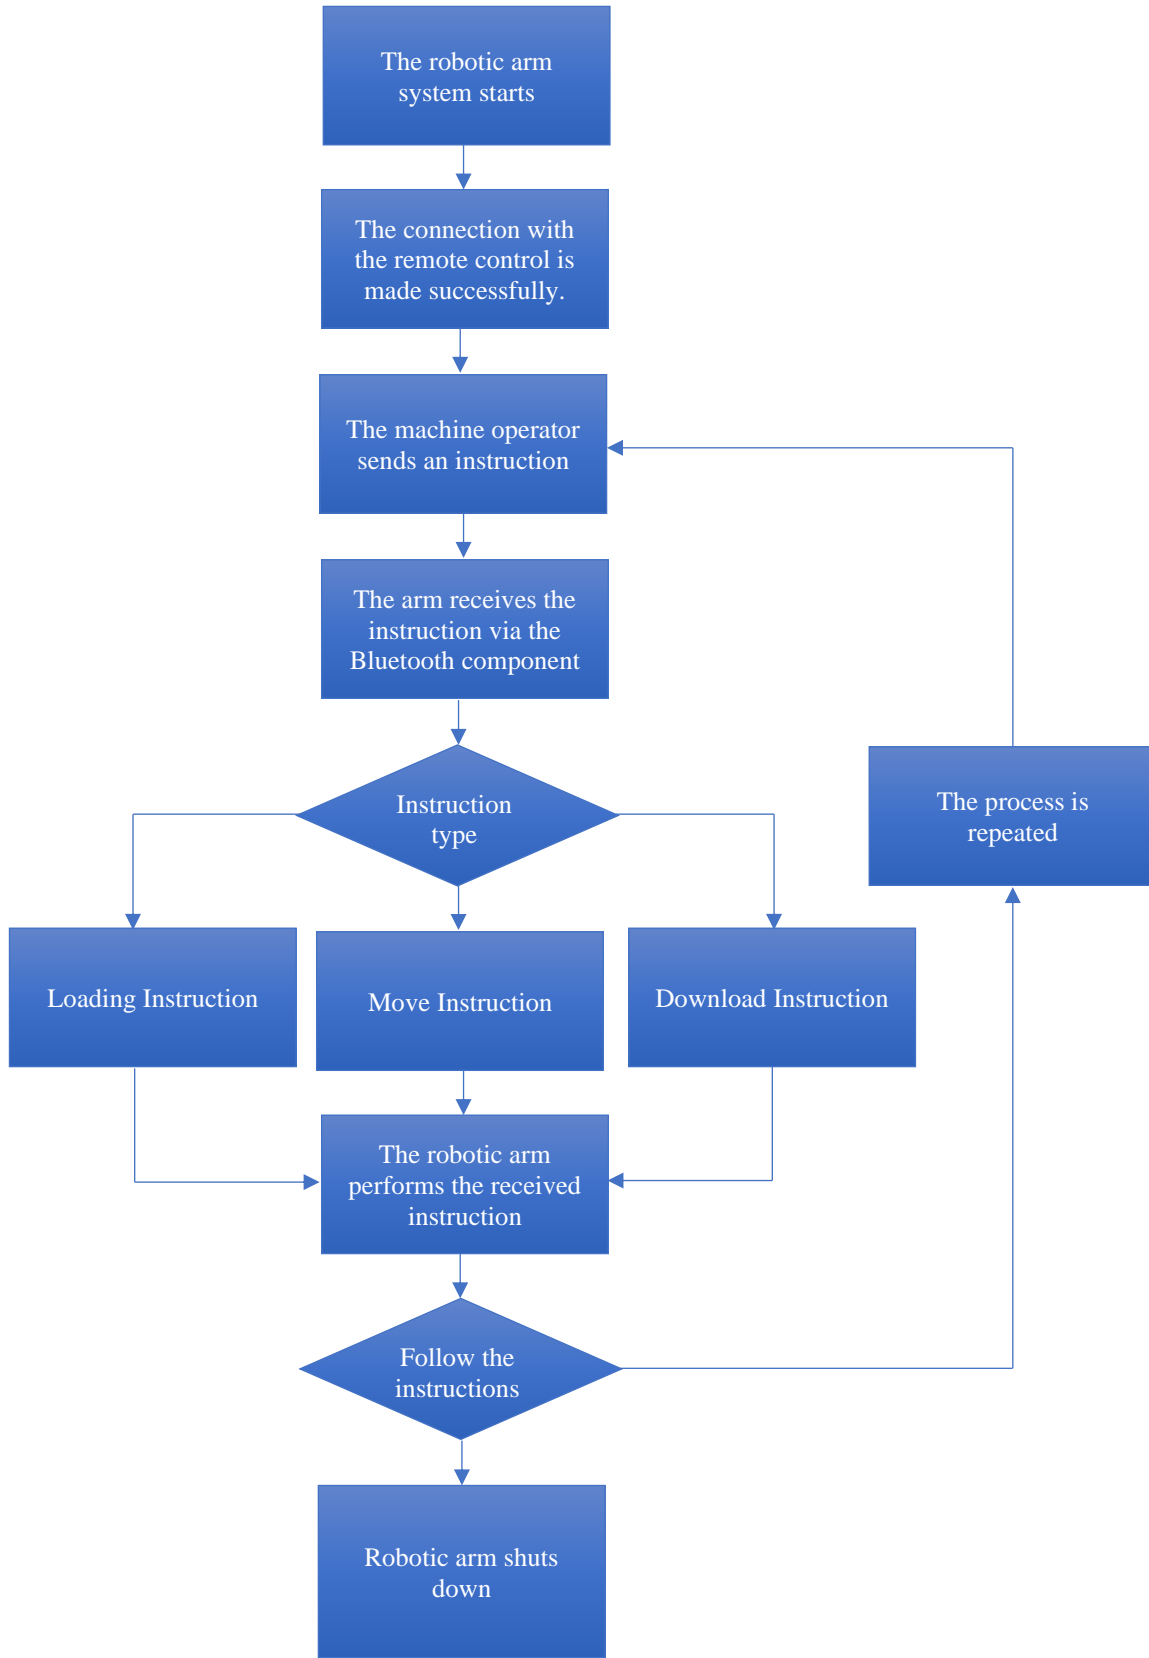 The robotic arm
system starts
The connection with
the remote control is
made successfully.
The machine operator
sends an instruction
The arm receives the
instruction via the
Bluetooth component
Instruction
type
The process is
repeated
Loading Instruction
Move Instruction
Download Instruction
The robotic arm
performs the received
instruction
Follow the
instructions
Robotic arm shuts
down